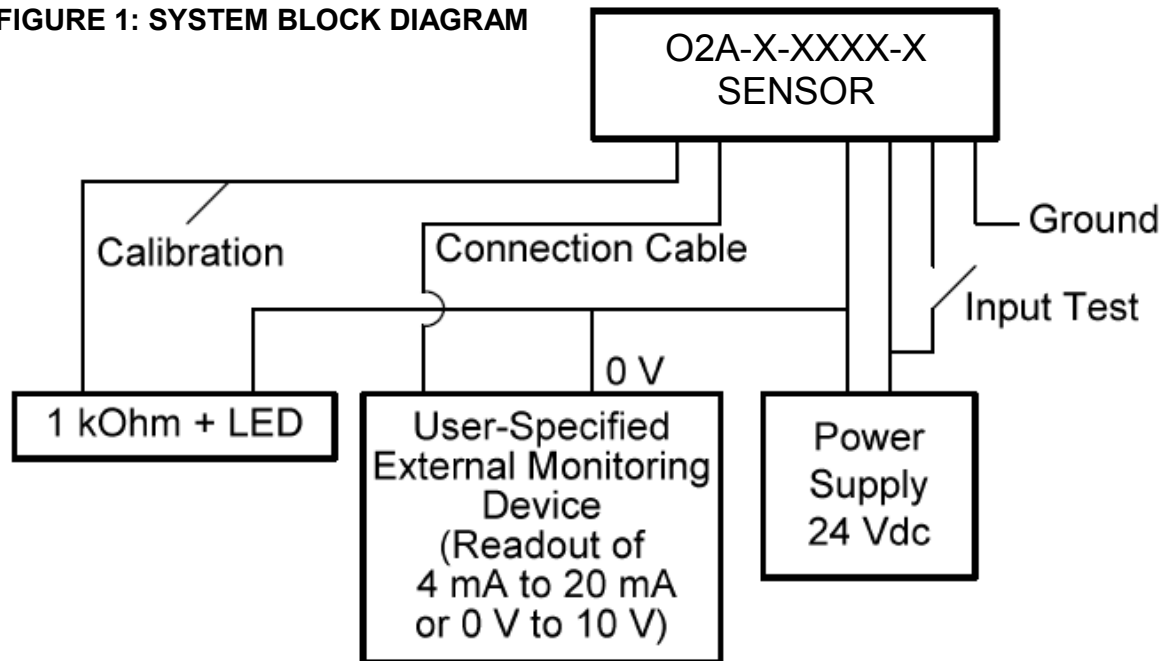 FIGURE 1: SYSTEM BLOCK DIAGRAM
O2A-X-XXXX-X
SENSOR
Ground
Calibration
Connection Cable
Input Test
0 V
1 kOhm + LED
User-Specified
External Monitoring
Device
(Readout of
4 mA to 20 mA
or 0 V to 10 V)
Power
Supply
24 Vdc